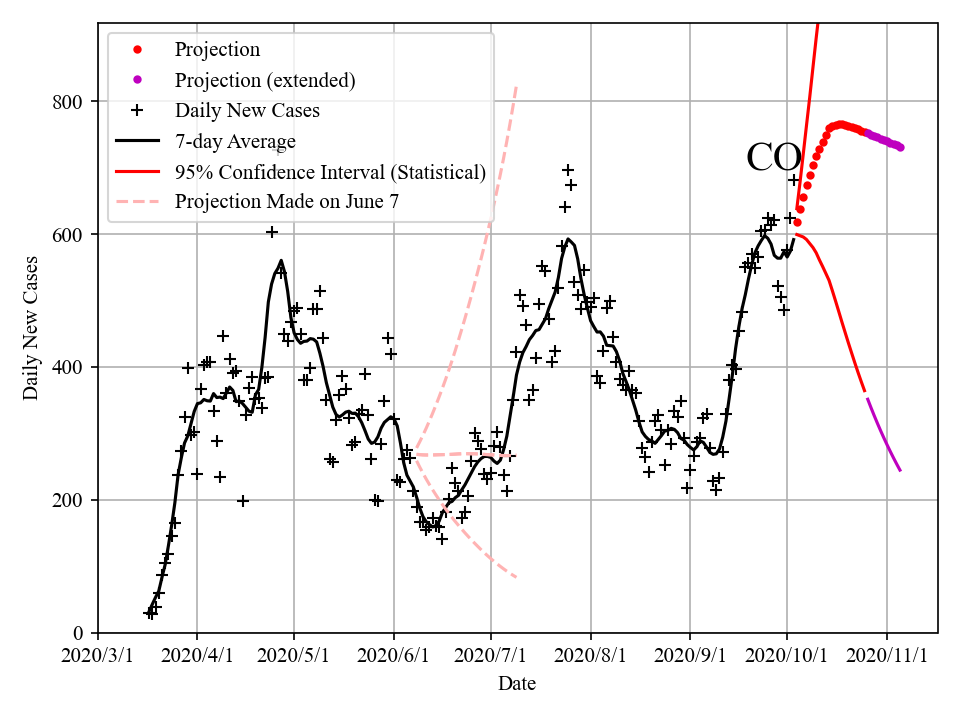 Projection
Projection (extended)
Daily New Cases
7-day Average
95% Confidence Interval (Statistical)
Projection Made on June 7
CO
800
600
400
200
0
Daily New Cases
2020/3/1 2020/4/1 2020/5/1 2020/6/1 2020/7/1 2020/8/1 2020/9/1 2020/10/1 2020/11/1
Date